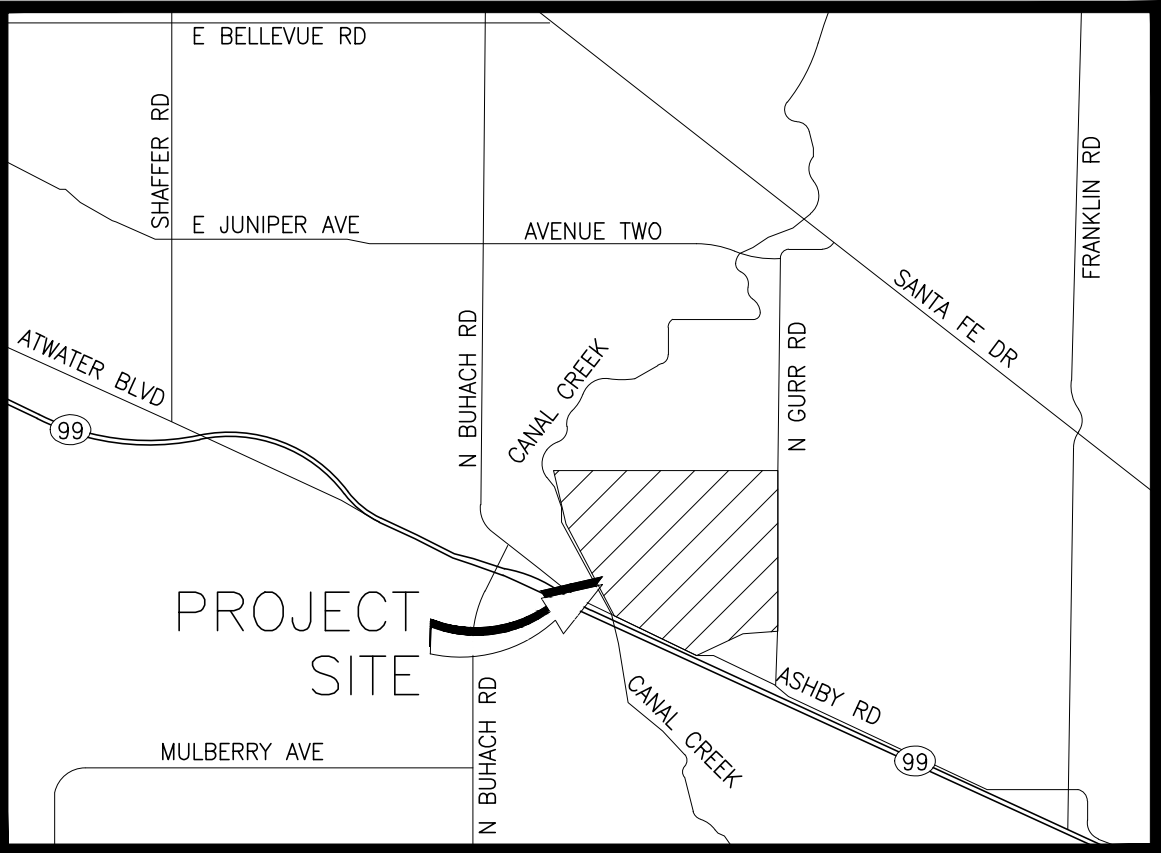 E BELLEVUE RD
SHAFFER RD
FRANKLIN RD
E JUNIPER AVE
AVENUE TWO
SANTA FE DR
ATWATER BLVD
N BUHACH RD
CANAL CREEK
N GURR RD
99
PROJECT
SITE
ASHBY RD
CANAL CREEK
N BUHACH RD
MULBERRY AVE
99